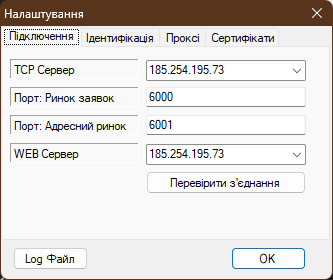 Налаштування
Підключення Ідентифікація Проксі Сертифікати
TCP Сервер 185.254.195.73
Порт: Ринок заявок 6000
Порт: Адресний ринок 6001
WEB Сервер 185.254.195.73
Перевірити з'єднання
Log Файл OK